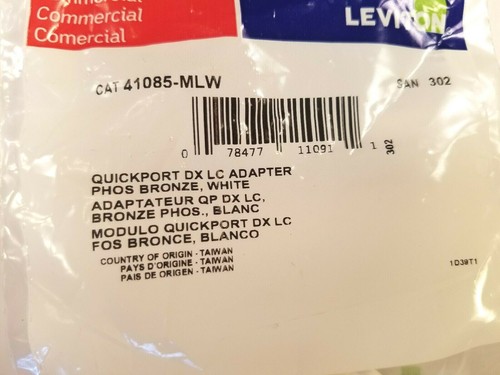 Commercial
Comercial
LEVITON
CAT 41085-MLW
SAN 302
0 78477 11091 1
302
QUICKPORT DX LC ADAPTER
PHOS BRONZE, WHITE
ADAPTATEUR QP DX LC,
BRONZE PHOS., BLANC
MODULO QUICKPORT DX LC
FOS BRONCE, BLANCO
COUNTRY OF ORIGIN - TAIWAN
PAYS D'ORIGINE - TAIWAN
PAIS DE ORIGEN - TAIWAN
1D39T1